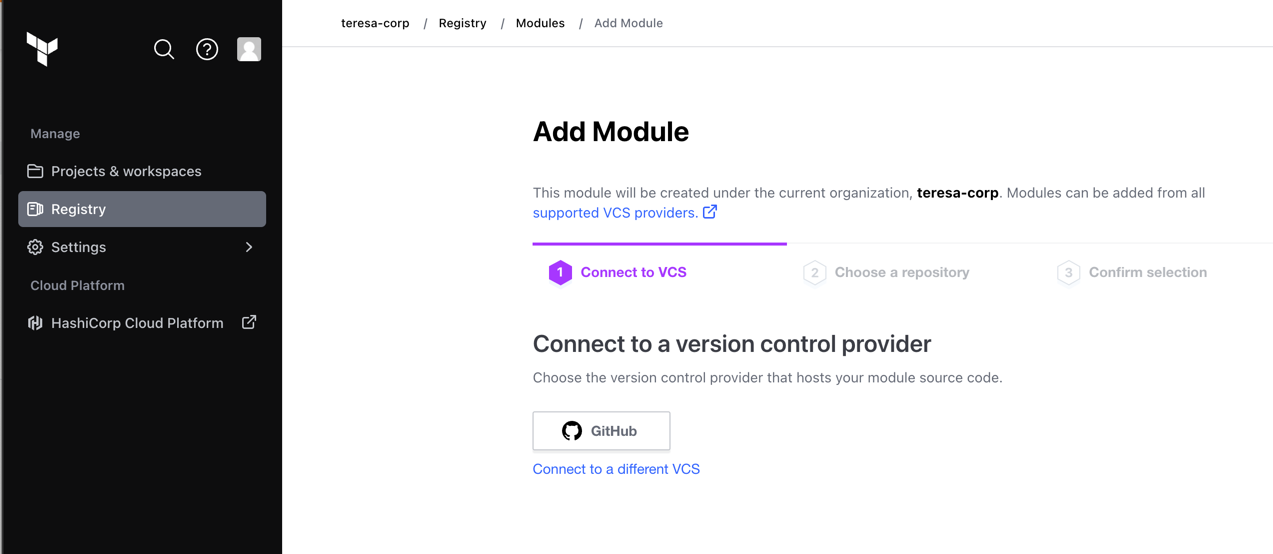 teresa-corp / Registry / Modules / Add Module
Manage
Projects & workspaces
Registry
Settings
Cloud Platform
HashiCorp Cloud Platform
Add Module
This module will be created under the current organization, teresa-corp. Modules can be added from all
supported VCS providers.
1 Connect to VCS
2 Choose a repository
3 Confirm selection
Connect to a version control provider
Choose the version control provider that hosts your module source code.
GitHub
Connect to a different VCS